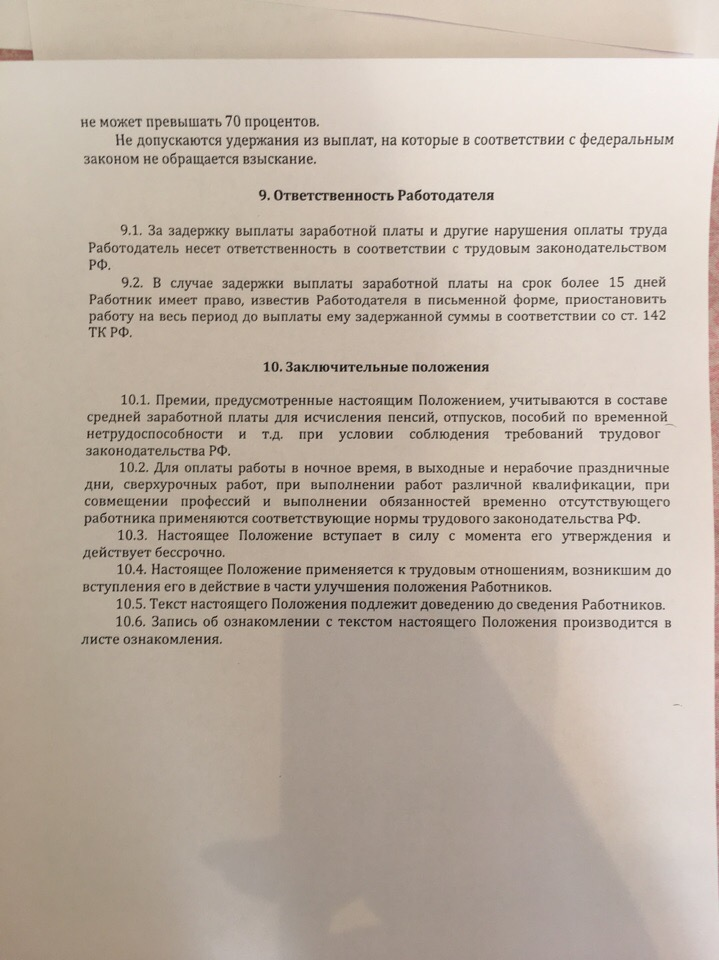 не может превышать 70 процентов.
Не допускаются удержания из выплат, на которые в соответствии с федеральным
законом не обращается взыскание.
9. Ответственность Работодателя
9.1. За задержку выплаты заработной платы и другие нарушения оплаты труда
Работодатель несет ответственность в соответствии с трудовым законодательством
РФ.
9.2. В случае задержки выплаты заработной платы на срок более 15 дней
Работник имеет право, известив Работодателя в письменной форме, приостановить
работу на весь период до выплаты ему задержанной суммы в соответствии со ст. 142
ТК РФ.
10. Заключительные положения
10.1. Премии, предусмотренные настоящим Положением, учитываются в составе
средней заработной платы для исчисления пенсий, отпусков, пособий по временной
нетрудоспособности и т.д. при условии соблюдения требований трудовог
законодательства РФ.
10.2. Для оплаты работы в ночное время, в выходные и нерабочие праздничные
дни, сверхурочных работ, при выполнении работ различной квалификации, при
совмещении профессий и выполнении обязанностей временно отсутствующего
работника применяются соответствующие нормы трудового законодательства РФ.
10.3. Настоящее Положение вступает в силу с момента его утверждения и
действует бессрочно.
10.4. Настоящее Положение применяется к трудовым отношениям, возникшим до
вступления его в действие в части улучшения положения Работников.
10.5. Текст настоящего Положения подлежит доведению до сведения Работников.
10.6. Запись об ознакомлении с текстом настоящего Положения производится в
листе ознакомления.